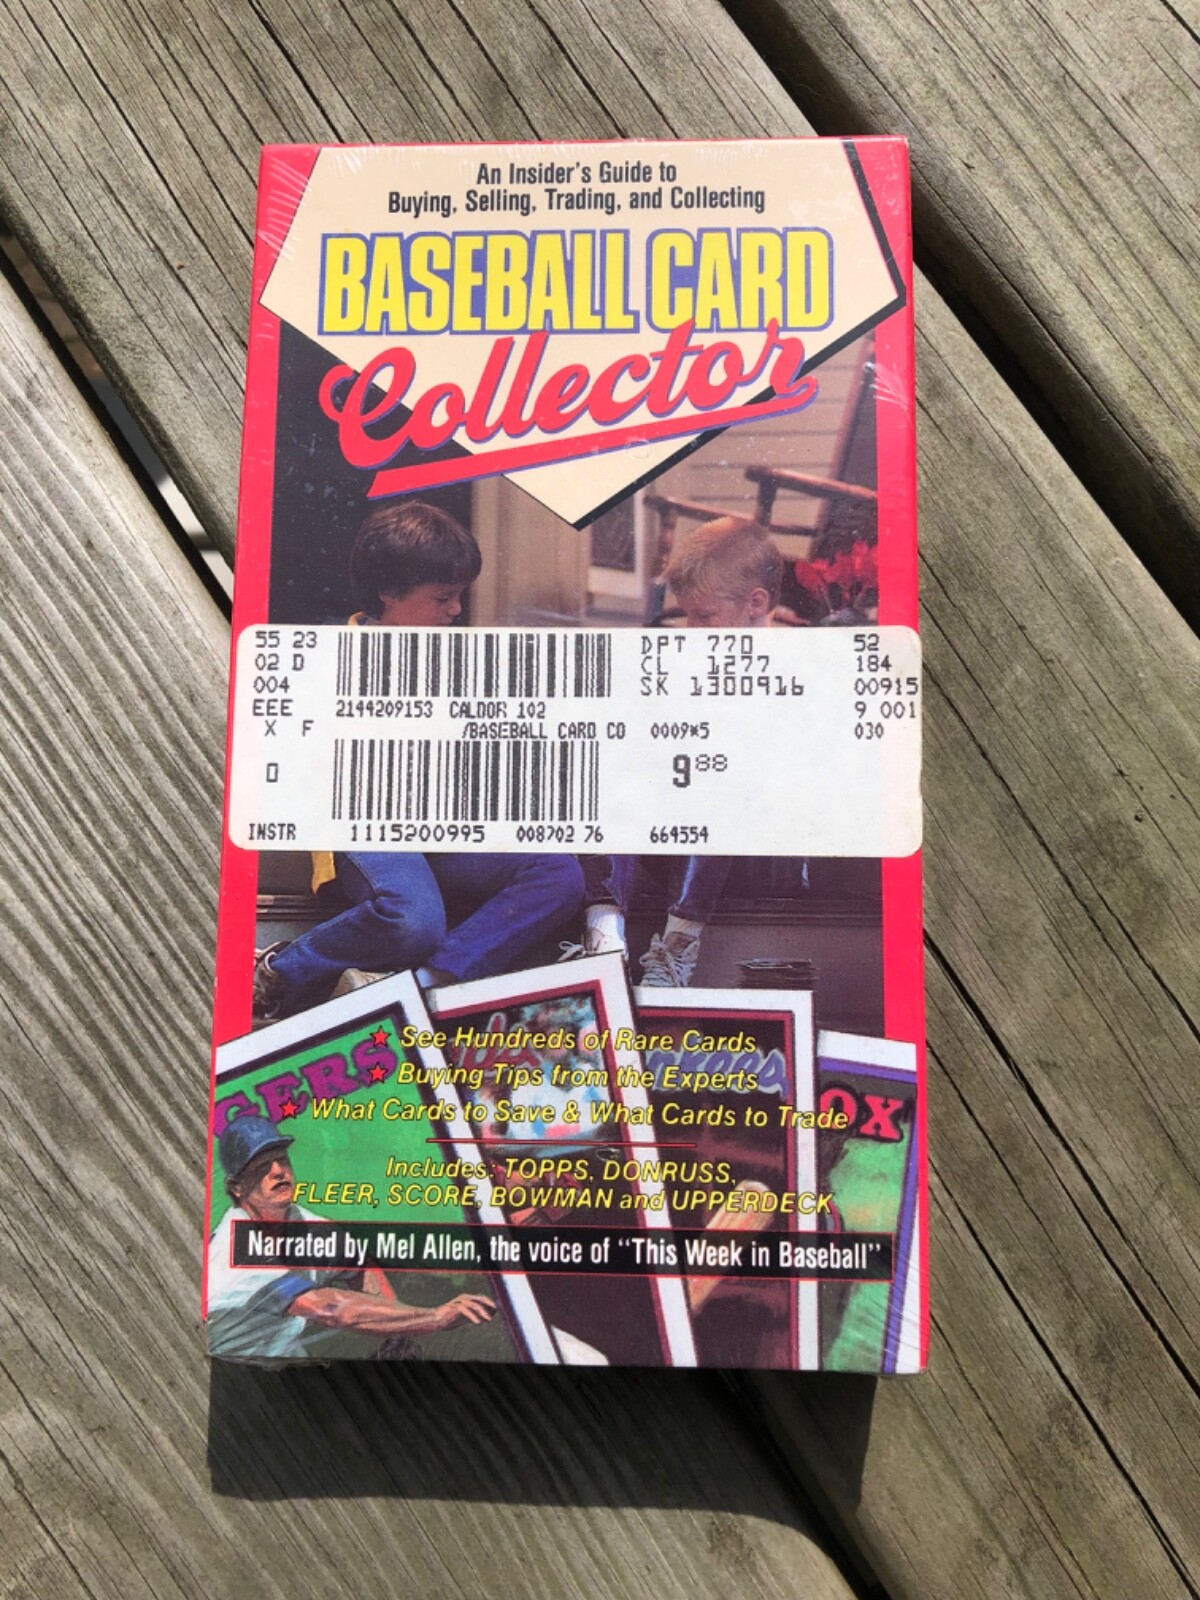 An Insider's Guide to
Buying, Selling, Trading, and Collecting
BASEBALL CARD
Collector
55 23
02 D
004
EEE
X F
0
INSTR
DPT 770
CL 1277
SK 1300916
52
184
00915
9 001
030
2144209153 CALDOR 102
/BASEBALL CARD CO 0009*5
9 88
1115200995 008702 76 664554
GERS
nkees
OX
★ See Hundreds of Rare Cards
★ Buying Tips from the Experts
★ What Cards to Save & What Cards to Trade
Includes: TOPPS, DONRUSS,
FLEER, SCORE, BOWMAN and UPPERDECK
Narrated by Mel Allen, the voice of "This Week in Baseball"